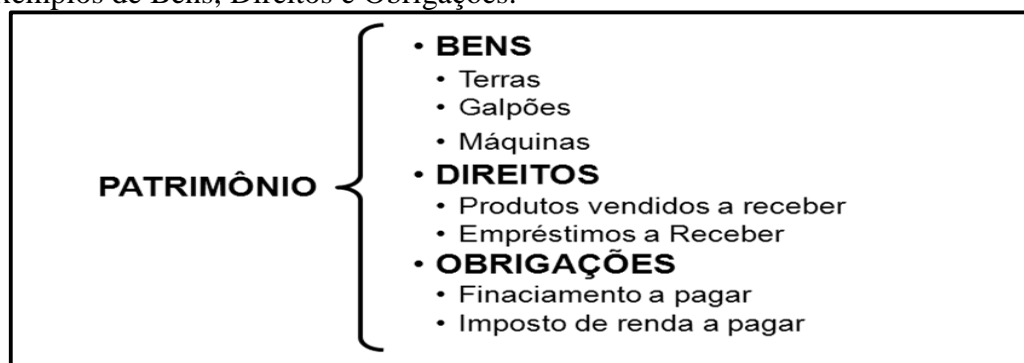 emplos de Bens, Direitos e Obrigações:
• BENS
• Terras
• Galpões
• Máquinas
PATRIMÔNIO
• DIREITOS
• Produtos vendidos a receber
• Empréstimos a Receber
• OBRIGAÇÕES
• Finaciamento a pagar
• Imposto de renda a pagar